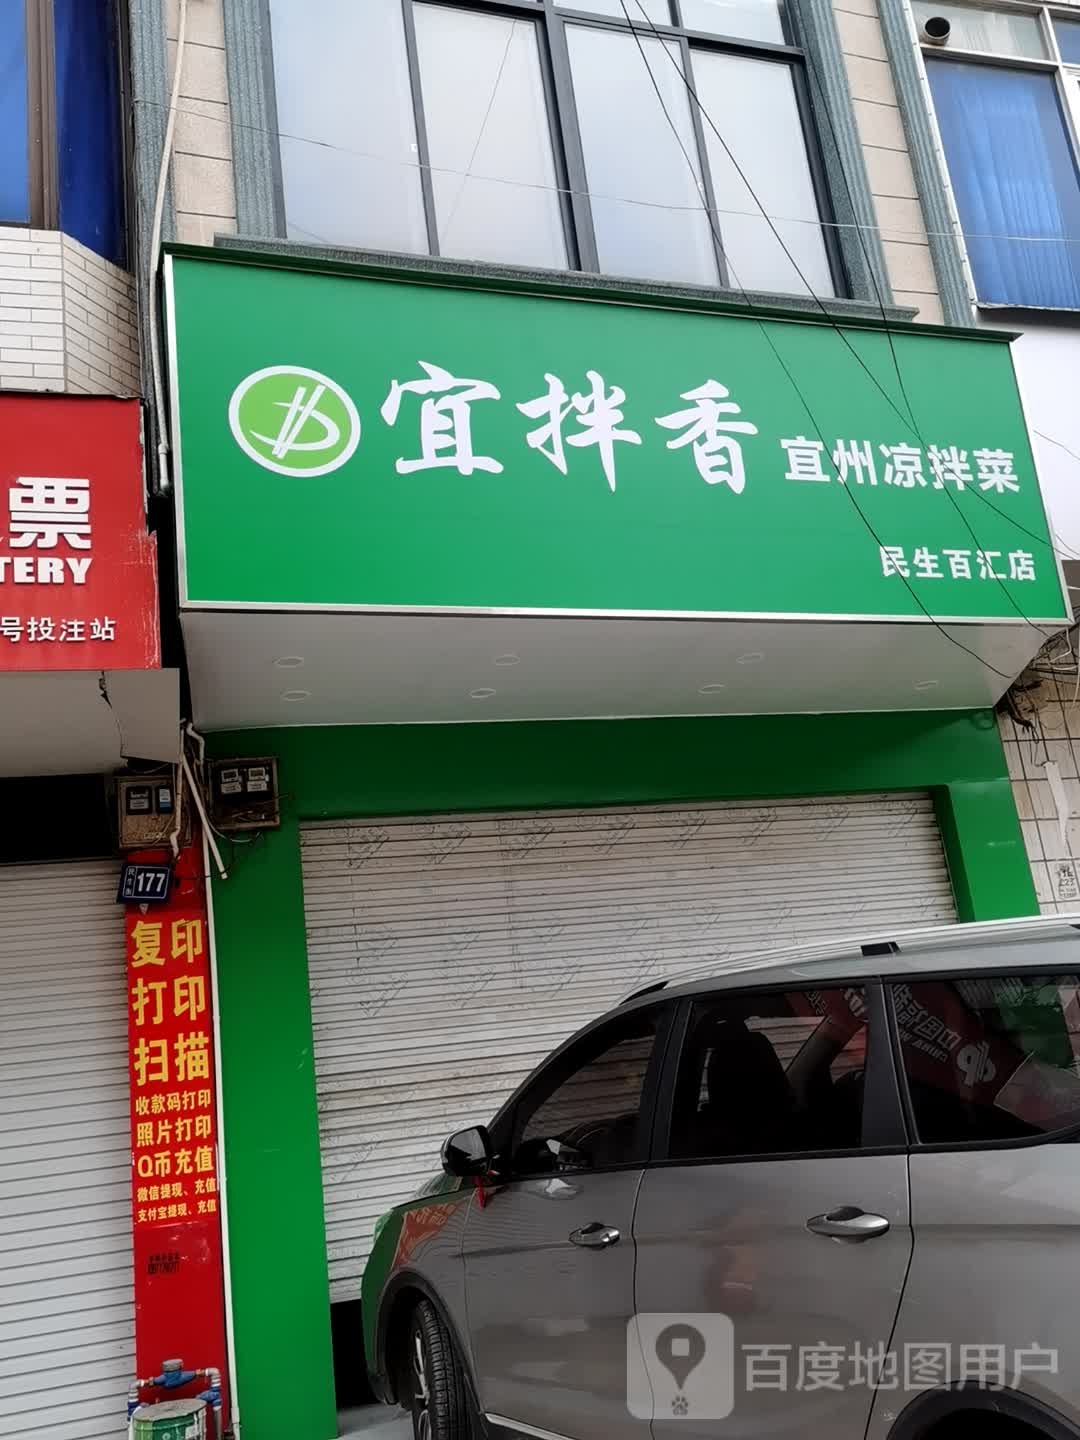 宜拌香 宜州凉拌菜
民生百汇店
票
TERY
号投注站
民生街 177
复印
打印
扫描
收款码打印
照片打印
Q币充值
微信提现、充值
支付宝提现、充值
百度地图用户